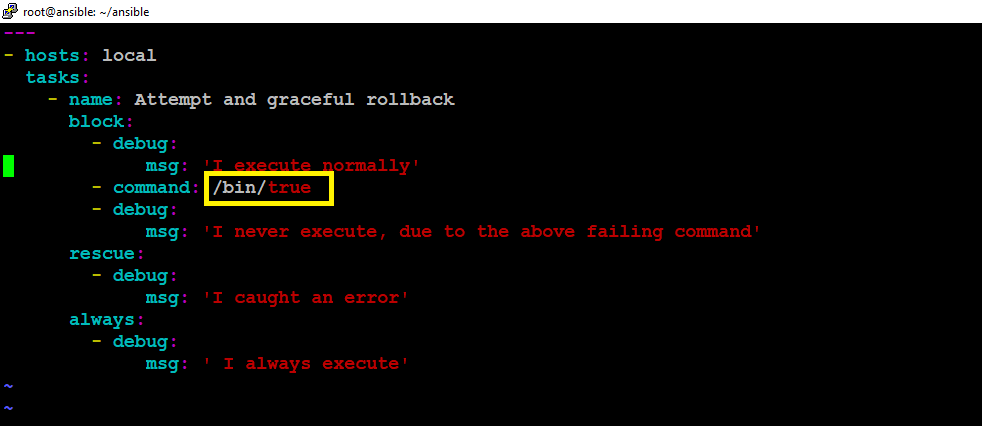 root@ansible: ~/ansible
---
- hosts: local
  tasks:
    - name: Attempt and graceful rollback
      block:
        - debug:
             msg: 'I execute normally'
        - command: /bin/true
        - debug:
             msg: 'I never execute, due to the above failing command'
      rescue:
        - debug:
             msg: 'I caught an error'
      always:
        - debug:
             msg: ' I always execute'
~
~